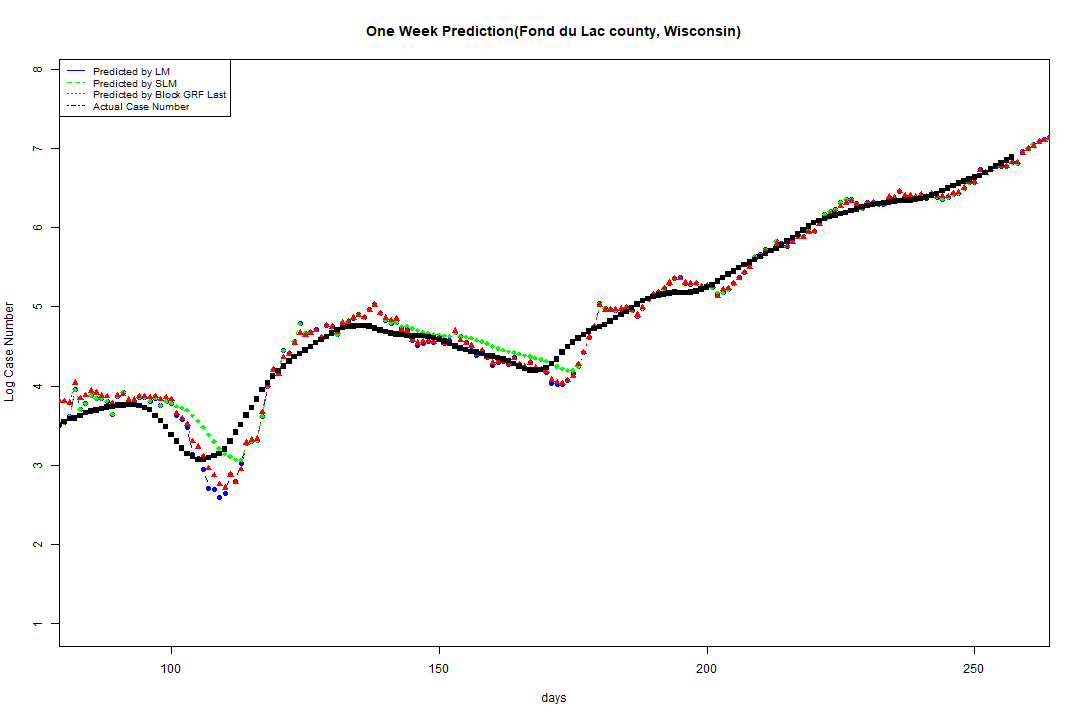 One Week Prediction(Fond du Lac county, Wisconsin)
Predicted by LM
Predicted by SLM
Predicted by Block GRF Last
Actual Case Number
8
7
6
5
4
3
2
1
Log Case Number
100 150 200 250
days